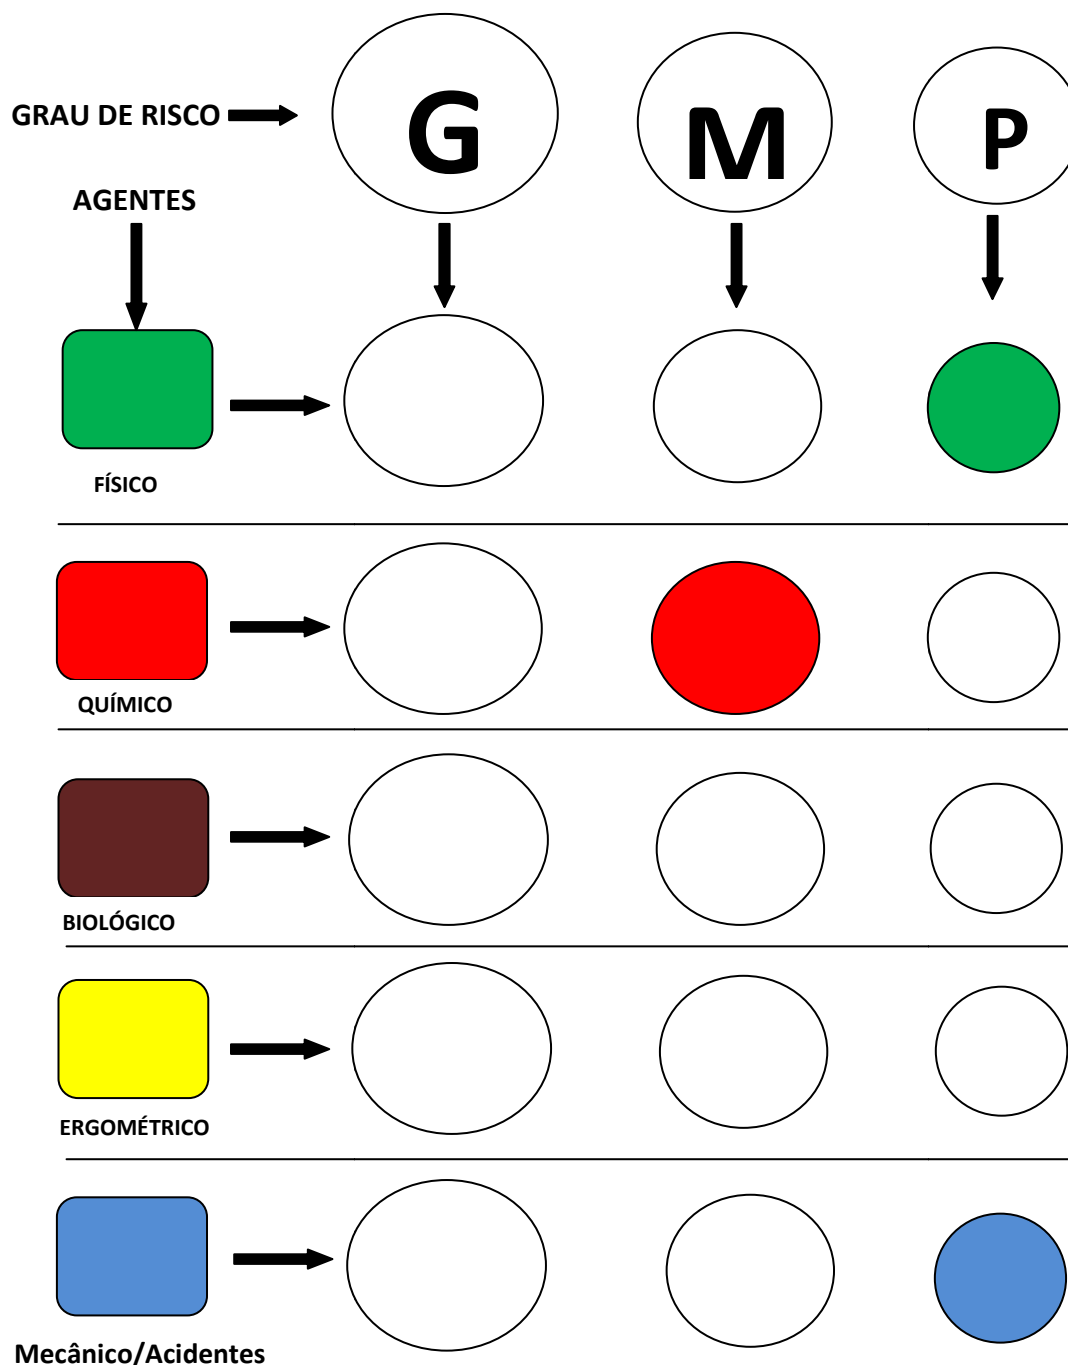 GRAU DE RISCO
G
M
P
AGENTES
FÍSICO
QUÍMICO
BIOLÓGICO
ERGOMÉTRICO
Mecânico/Acidentes